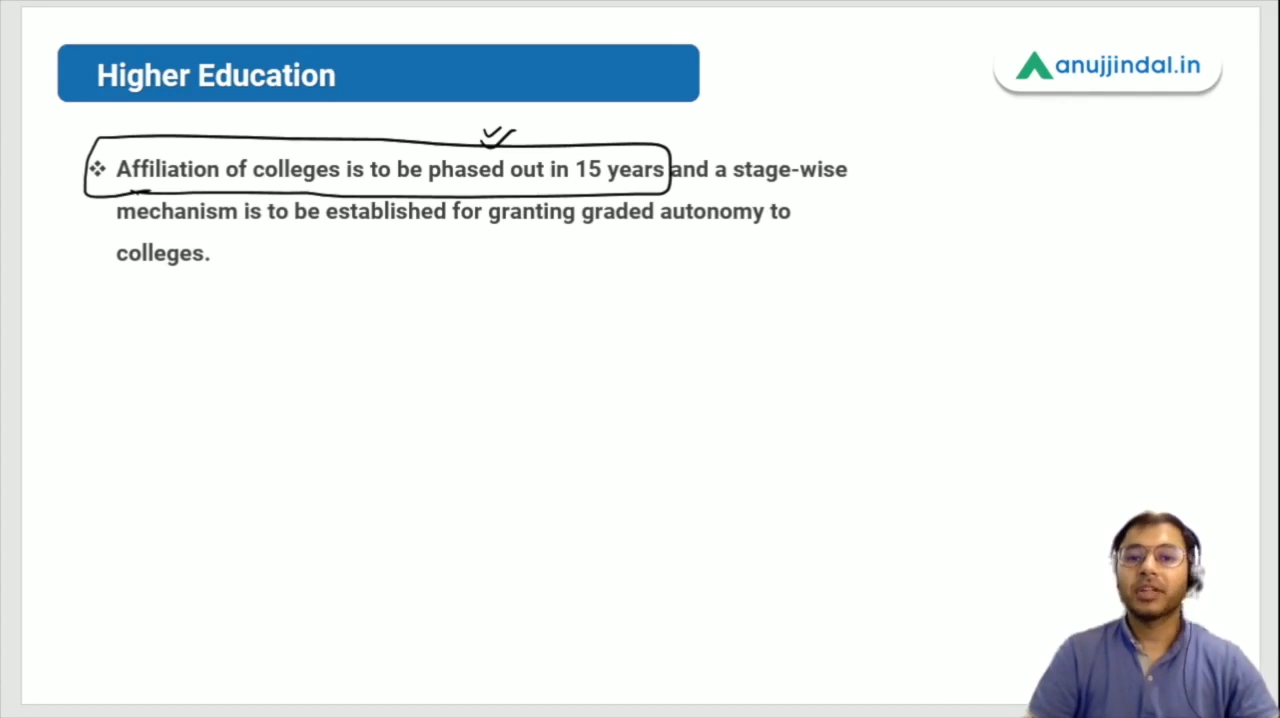 Higher Education
anujjindal.in
❖ Affiliation of colleges is to be phased out in 15 years and a stage-wise
mechanism is to be established for granting graded autonomy to
colleges.